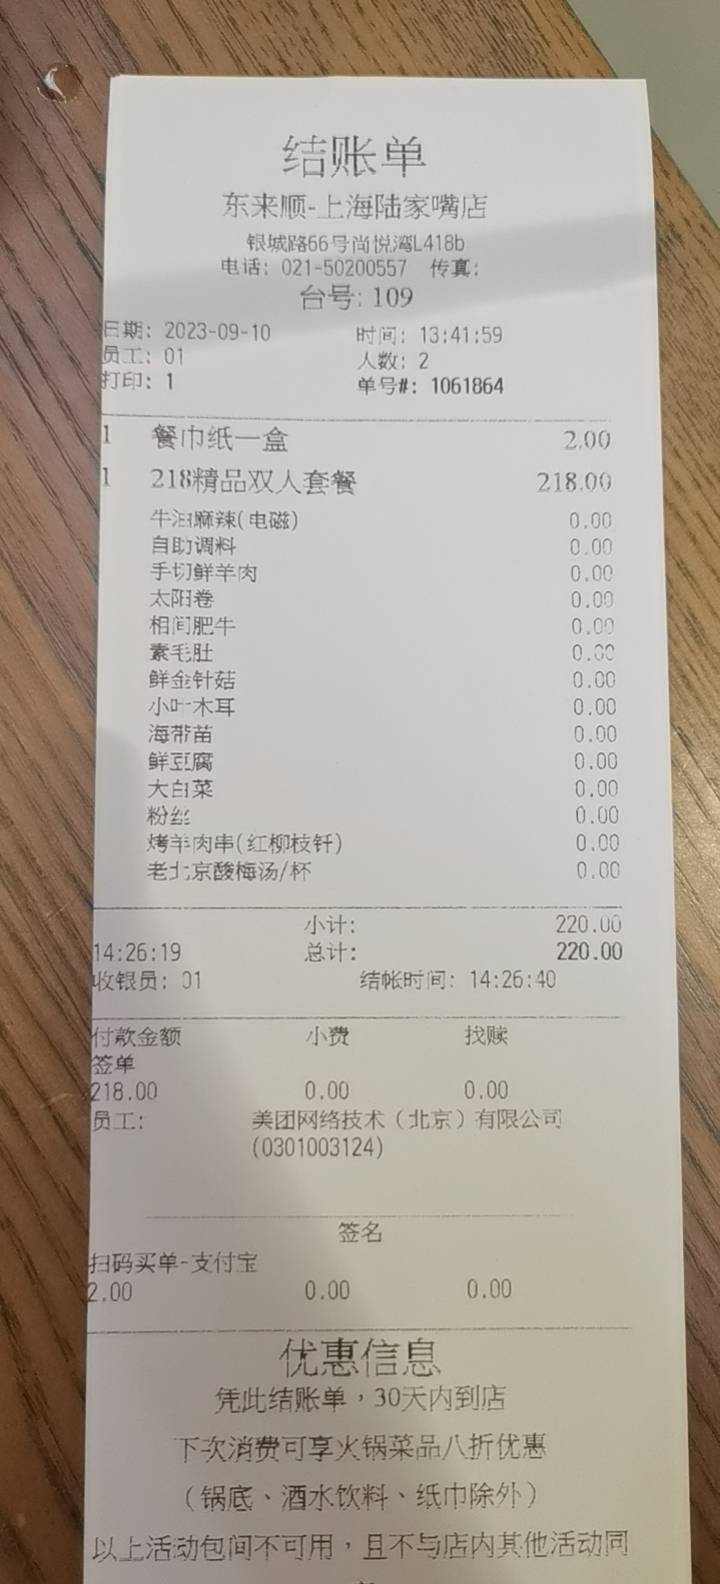 结账单
东来顺-上海陆家嘴店
银城路66号尚悦湾L418b
电话: 021-50200557 传真:
台号: 109
日期: 2023-09-10 时间: 13:41:59
员工: 01 人数: 2
打印: 1 单号#: 1061864
1 餐巾纸一盒 2.00
1 218精品双人套餐 218.00
牛油麻辣(电磁) 0.00
自助调料 0.00
手切鲜羊肉 0.00
太阳卷 0.00
相间肥牛 0.00
素毛肚 0.00
鲜金针菇 0.00
小叶木耳 0.00
海带苗 0.00
鲜豆腐 0.00
大白菜 0.00
粉丝 0.00
烤羊肉串(红柳枝钎) 0.00
老北京酸梅汤/杯 0.00
小计: 220.00
14:26:19 总计: 220.00
收银员: 01 结帐时间: 14:26:40
付款金额 小费 找赎
签单
218.00 0.00 0.00
员工: 美团网络技术（北京）有限公司
(0301003124)
签名
扫码买单-支付宝
2.00 0.00 0.00
优惠信息
凭此结账单，30天内到店
下次消费可享火锅菜品八折优惠
（锅底、酒水饮料、纸巾除外）
以上活动包间不可用，且不与店内其他活动同